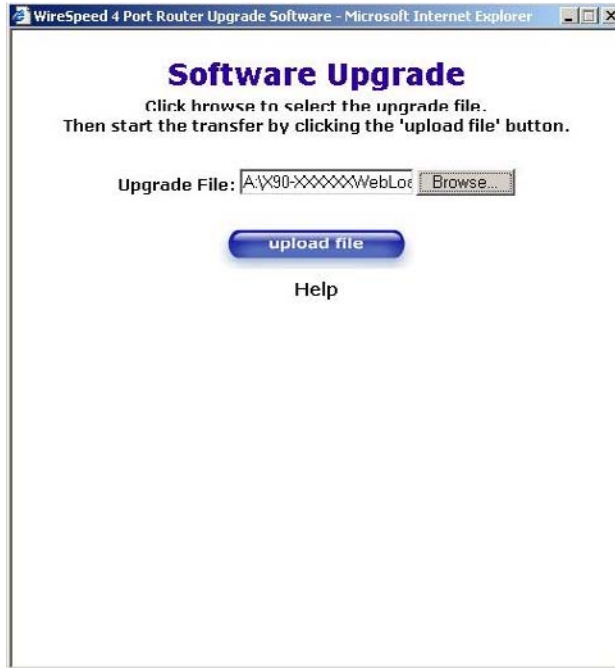 WireSpeed 4 Port Router Upgrade Software - Microsoft Internet Explorer
Software Upgrade
Click browse to select the upgrade file.
Then start the transfer by clicking the 'upload file' button.
Upgrade File: A:\X90-XXXXXXWebLoa Browse...
upload file
Help